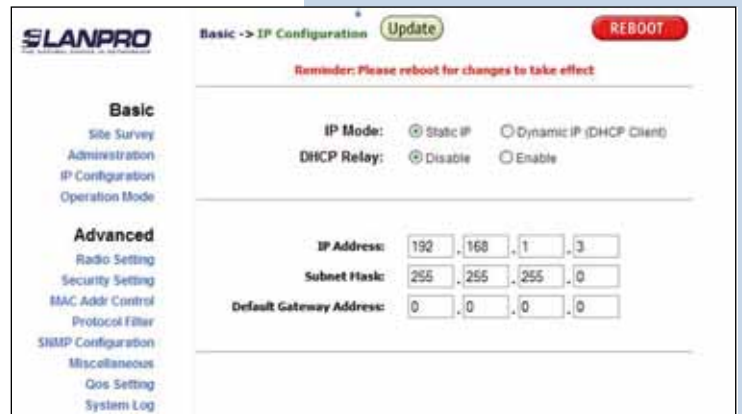 LANPRO
Basic -> IP Configuration Update REBOOT
Reminder: Please reboot for changes to take effect
Basic
Site Survey
Administration
IP Configuration
Operation Mode
Advanced
Radio Setting
Security Setting
MAC Addr Control
Protocol Filter
SNMP Configuration
Miscellaneous
Qos Setting
System Log
IP Mode: Static IP Dynamic IP (DHCP Client)
DHCP Relay: Disable Enable
IP Address: 192 . 168 . 1 . 3
Subnet Mask: 255 . 255 . 255 . 0
Default Gateway Address: 0 . 0 . 0 . 0